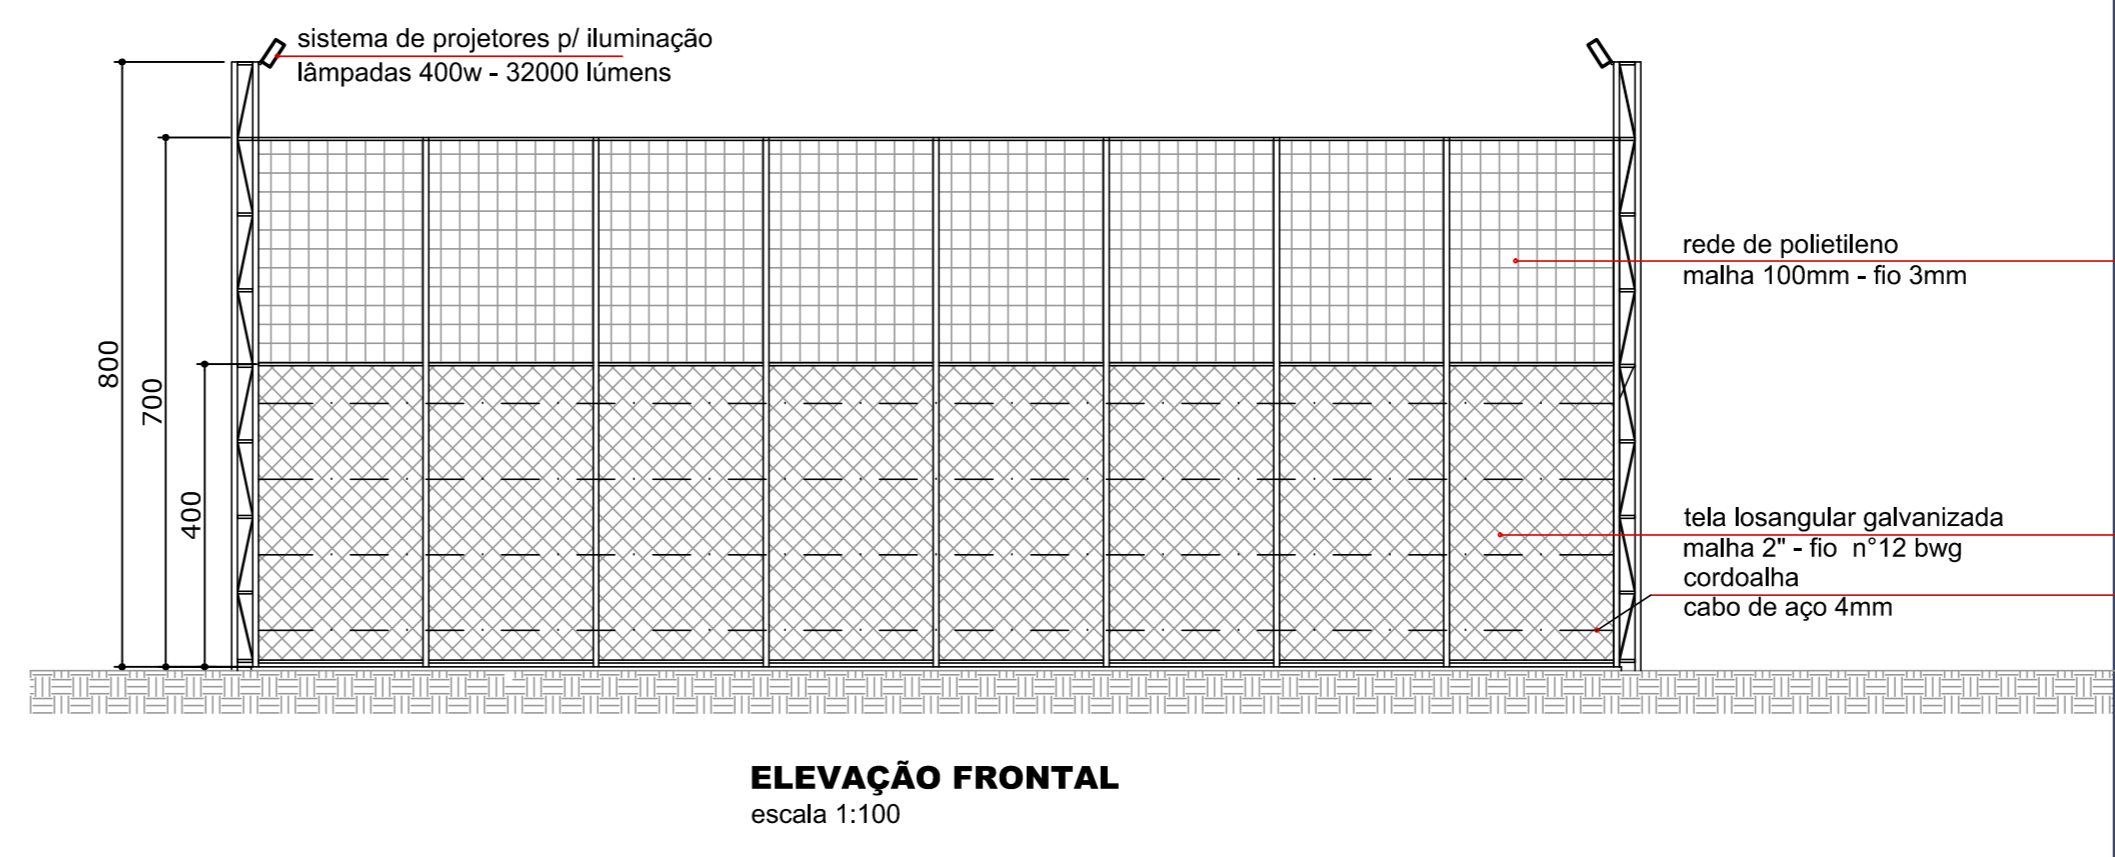 sistema de projetores p/ iluminação
lâmpadas 400w - 32000 lúmens
800
700
400
rede de polietileno
malha 100mm - fio 3mm
tela losangular galvanizada
malha 2" - fio n°12 bwg
cordoalha
cabo de aço 4mm
ELEVAÇÃO FRONTAL
escala 1:100